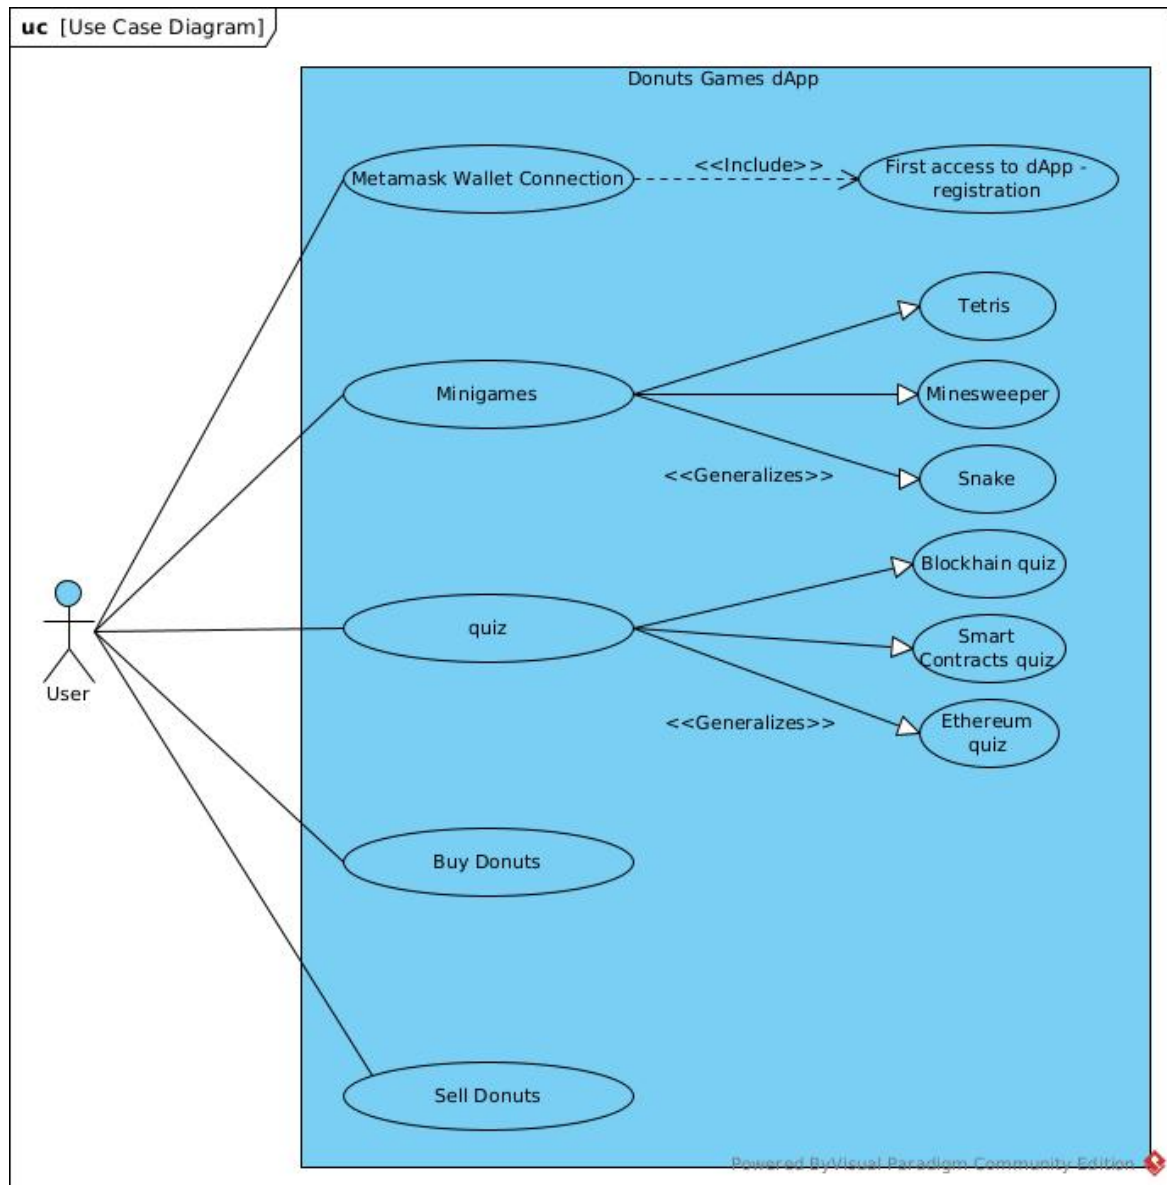 uc [Use Case Diagram]
Donuts Games dApp
Metamask Wallet Connection
<<Include>>
First access to dApp -
registration
Tetris
Minigames
Minesweeper
<<Generalizes>>
Snake
Blockhain quiz
quiz
Smart
Contracts quiz
<<Generalizes>>
Ethereum
quiz
User
Buy Donuts
Sell Donuts
Powered ByVisual Paradigm Community Edition